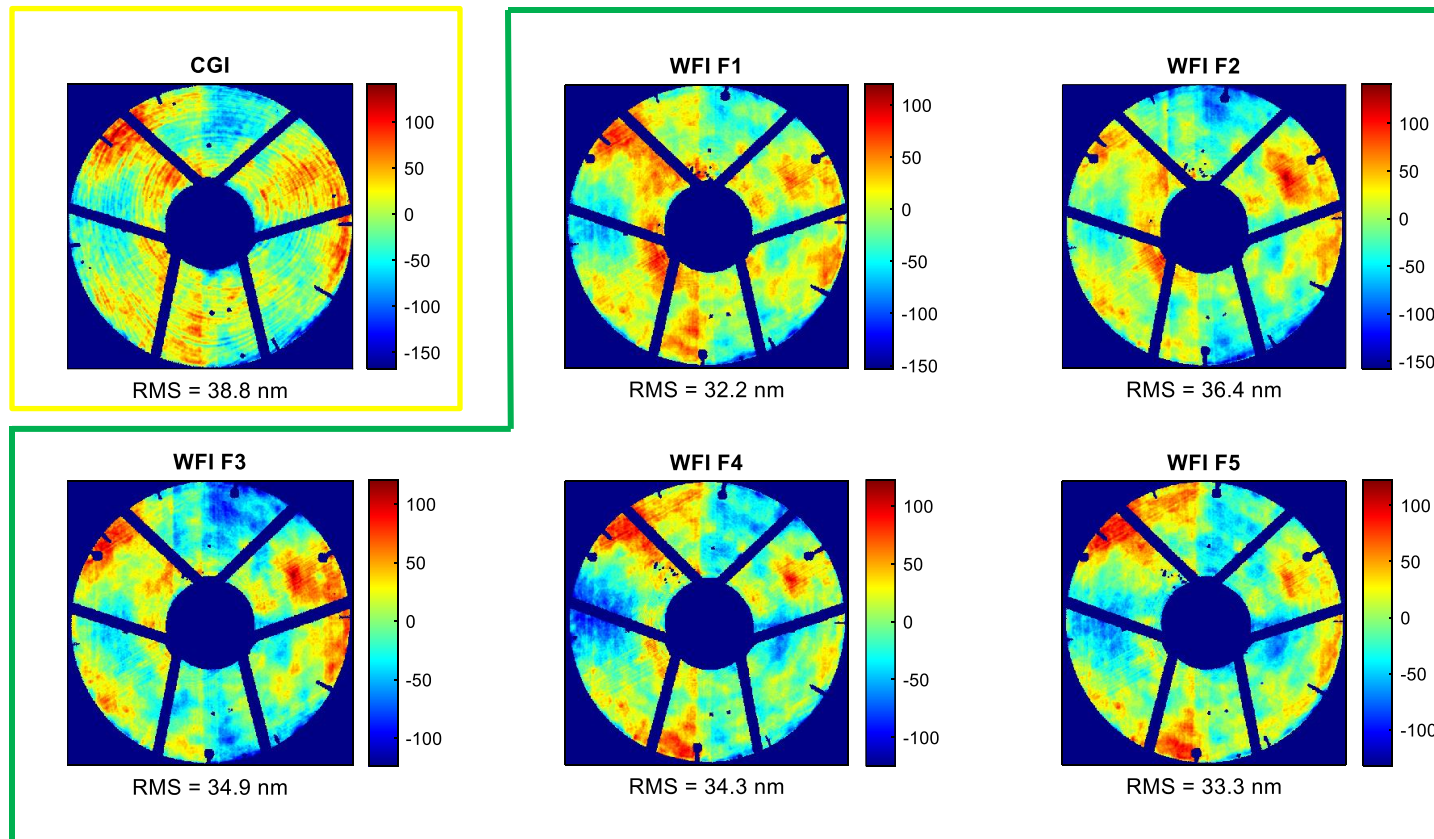 CGI
100
50
0
-50
-100
-150
RMS = 38.8 nm
WFI F1
100
50
0
-50
-100
-150
RMS = 32.2 nm
WFI F2
100
50
0
-50
-100
-150
RMS = 36.4 nm
WFI F3
100
50
0
-50
-100
RMS = 34.9 nm
WFI F4
100
50
0
-50
-100
RMS = 34.3 nm
WFI F5
100
50
0
-50
-100
RMS = 33.3 nm